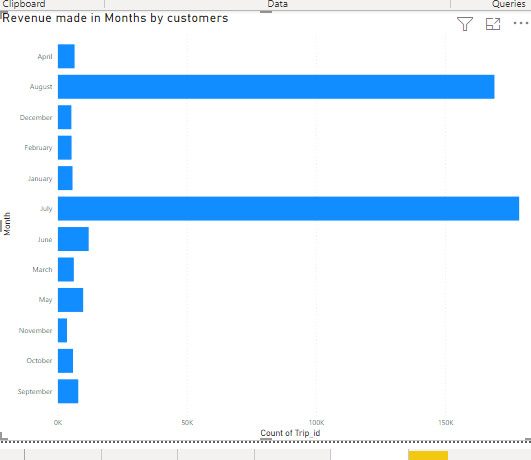 Clipboard Data Queries
Revenue made in Months by customers
April
August
December
February
January
July
June
March
May
November
October
September
Month
0K 50K 100K 150K
Count of Trip_id